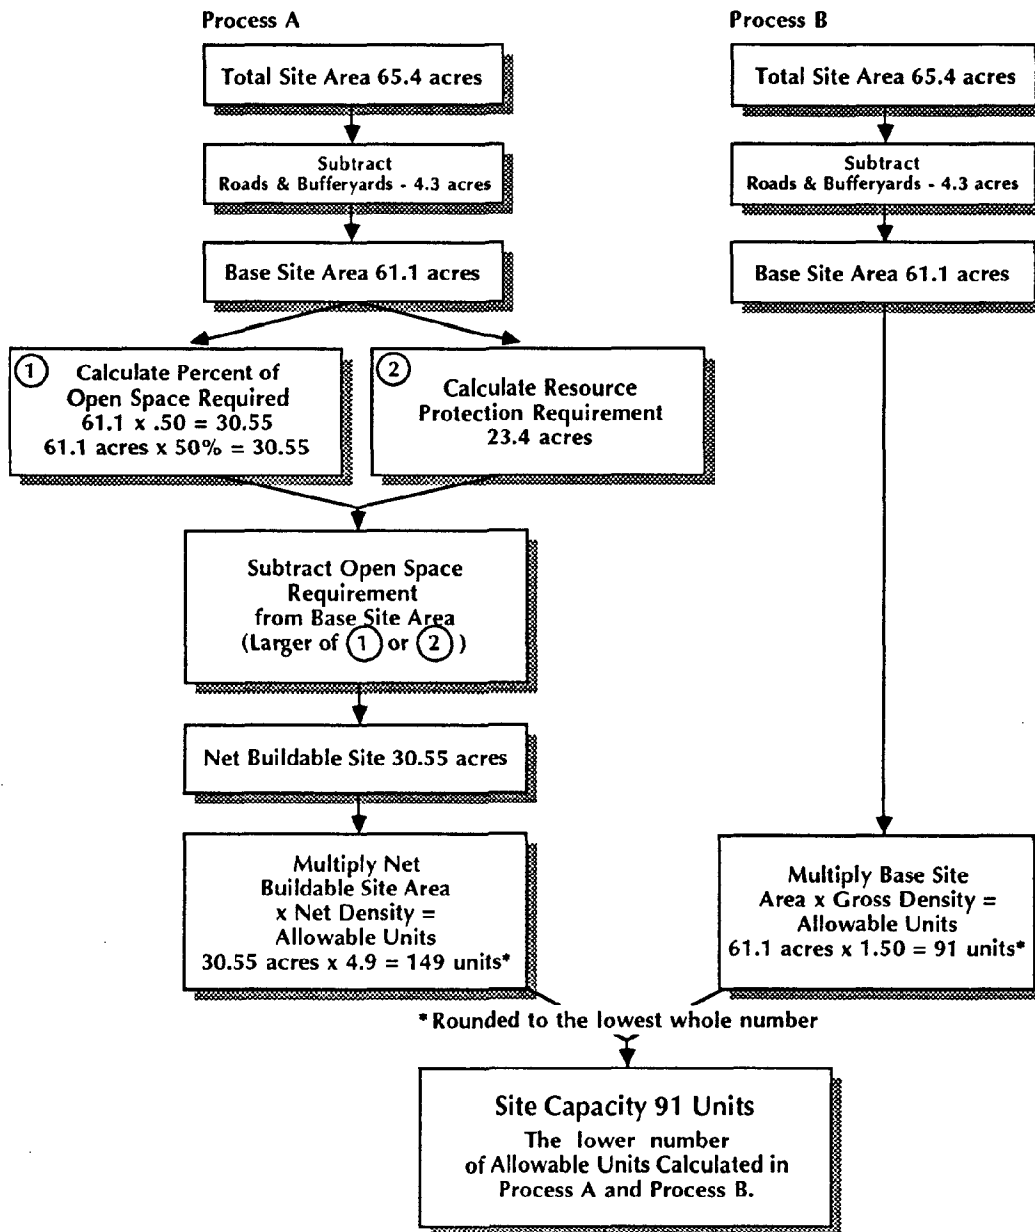 Process A
Total Site Area 65.4 acres
Subtract
Roads & Bufferyards - 4.3 acres
Base Site Area 61.1 acres
1
Calculate Percent of
Open Space Required
61.1 x .50 = 30.55
61.1 acres x 50% = 30.55
2
Calculate Resource
Protection Requirement
23.4 acres
Subtract Open Space
Requirement
from Base Site Area
(Larger of 1 or 2 )
Net Buildable Site 30.55 acres
Multiply Net
Buildable Site Area
x Net Density =
Allowable Units
30.55 acres x 4.9 = 149 units*
Process B
Total Site Area 65.4 acres
Subtract
Roads & Bufferyards - 4.3 acres
Base Site Area 61.1 acres
Multiply Base Site
Area x Gross Density =
Allowable Units
61.1 acres x 1.50 = 91 units*
*Rounded to the lowest whole number
Site Capacity 91 Units
The lower number
of Allowable Units Calculated in
Process A and Process B.